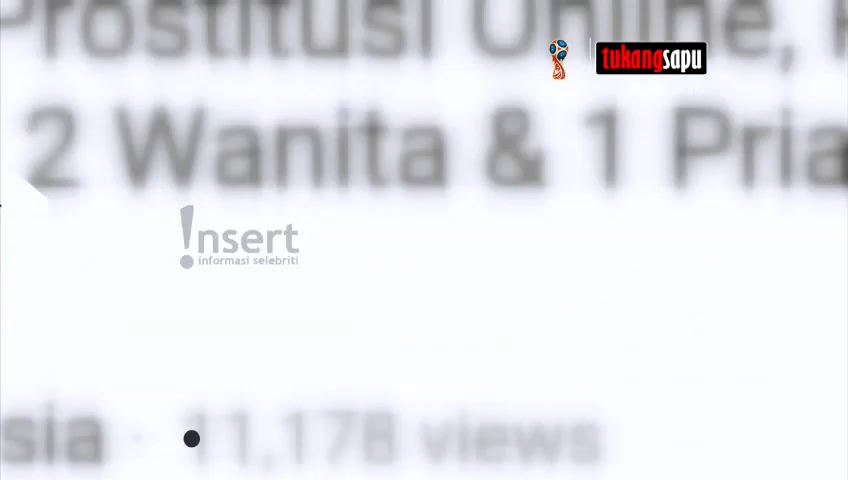 Prostitusi Online,
tukangsapu
2 Wanita & 1 Pria
Insert
informasi selebriti
sia · 11,178 views